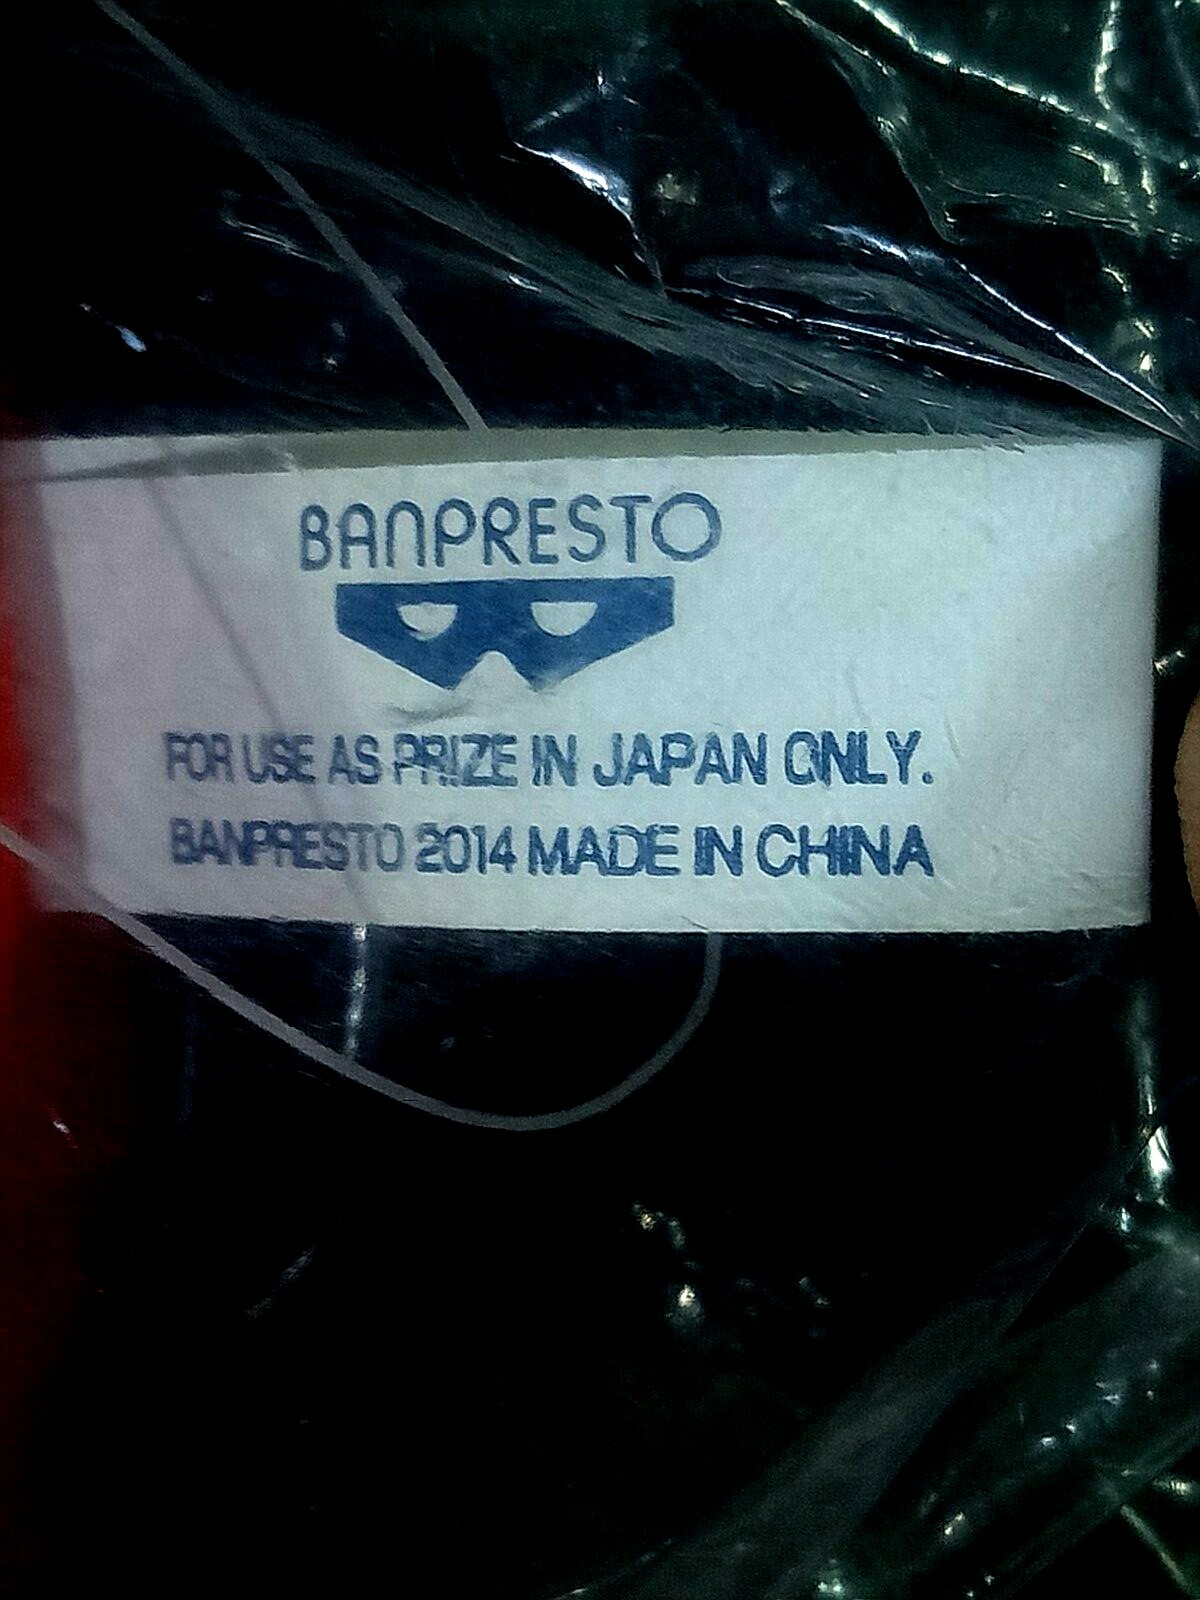 BANPRESTO
FOR USE AS PRIZE IN JAPAN ONLY.
BANPRESTO 2014 MADE IN CHINA